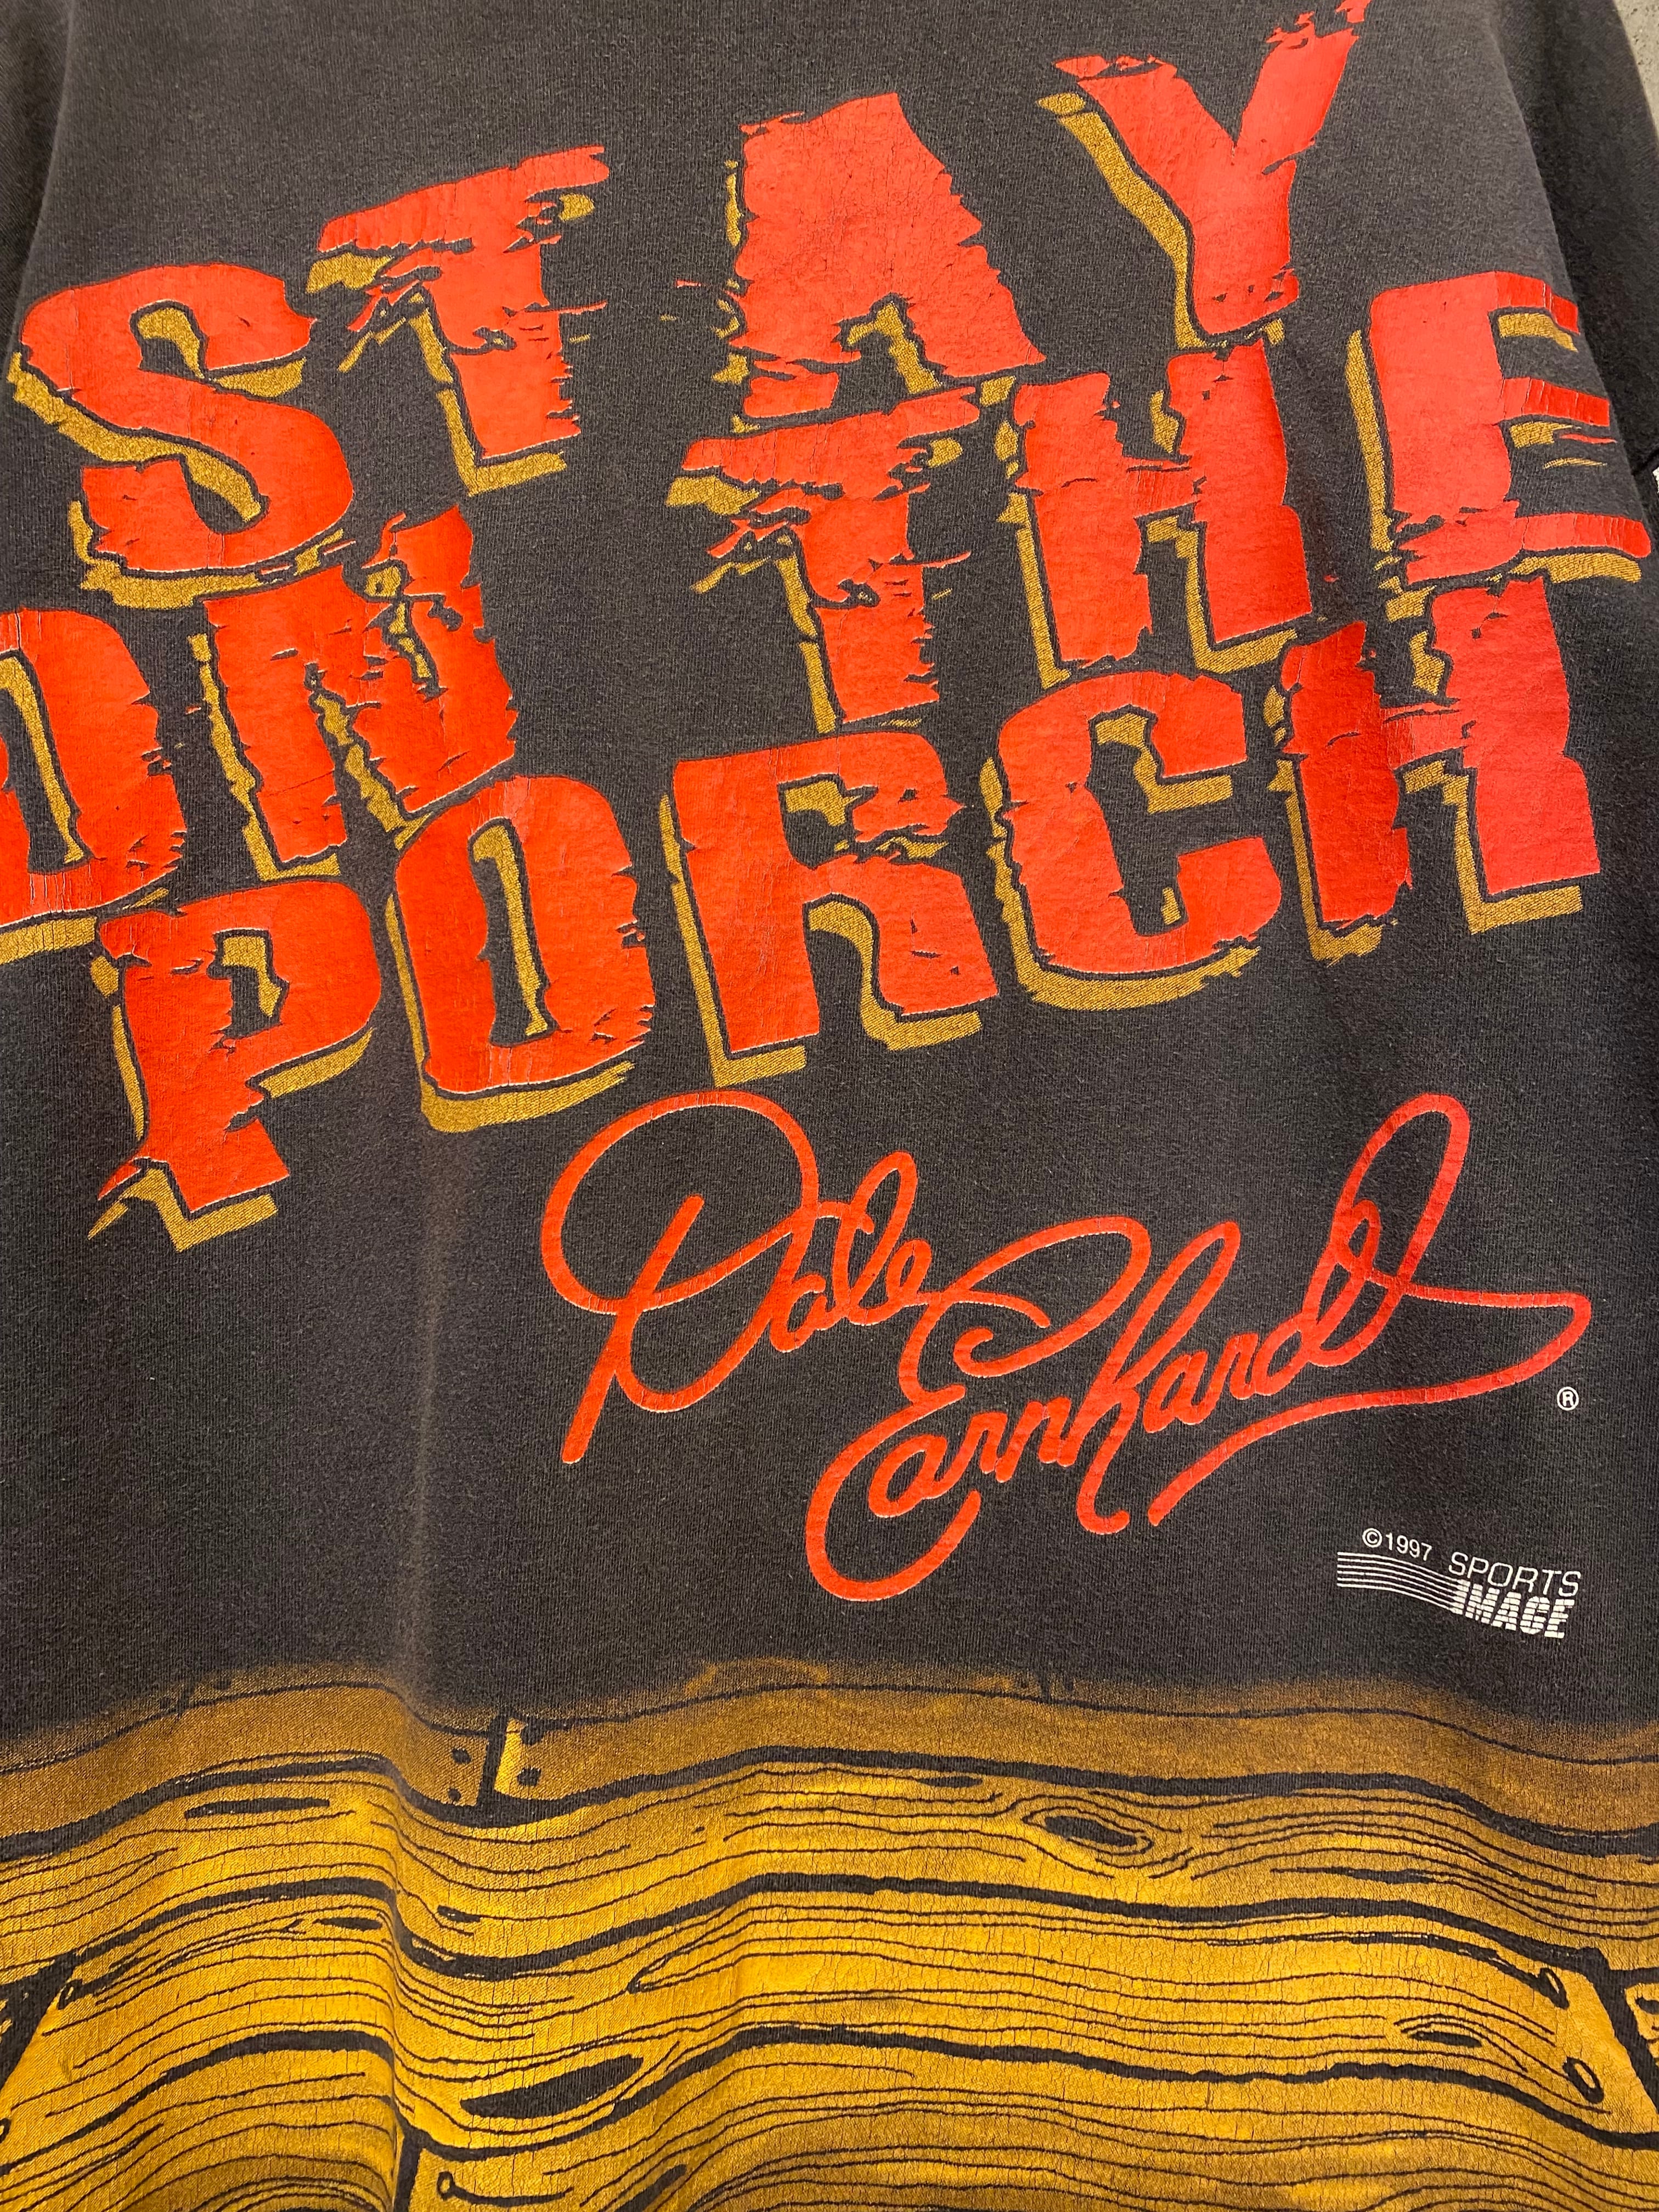 STAY
ON THE
PORCH
Dale
Earnhardt
®
©1997 SPORTS
IMAGE